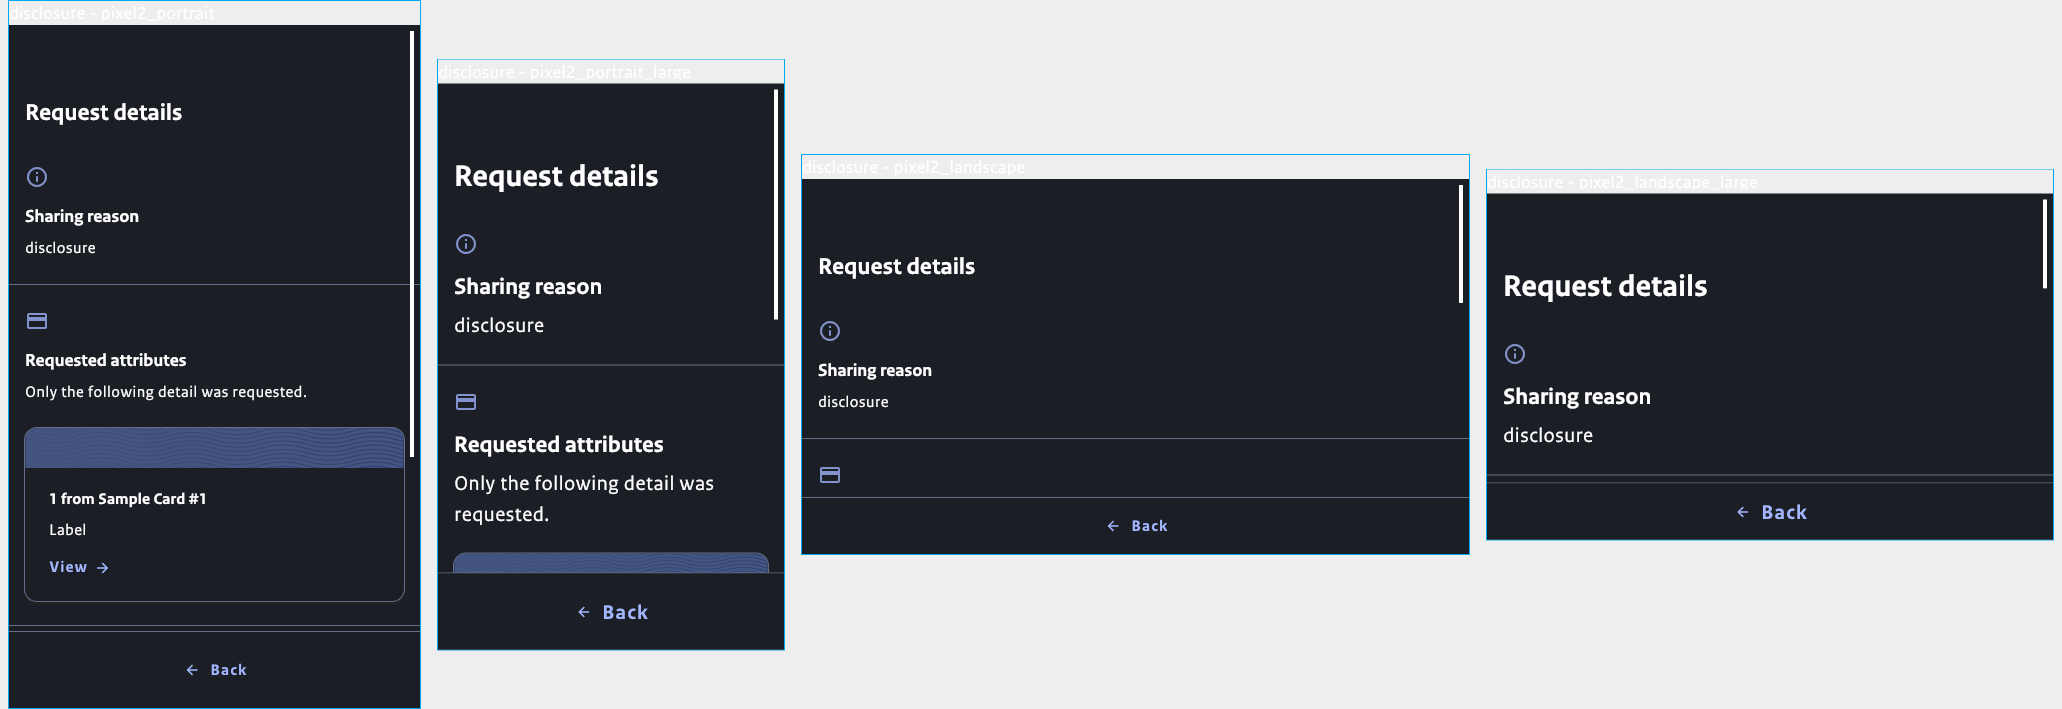 disclosure - pixel2_portrait
Request details
Sharing reason
disclosure
Requested attributes
Only the following detail was requested.
1 from Sample Card #1
Label
View →
← Back
disclosure - pixel2_portrait_large
Request details
Sharing reason
disclosure
Requested attributes
Only the following detail was
requested.
← Back
disclosure - pixel2_landscape
Request details
Sharing reason
disclosure
← Back
disclosure - pixel2_landscape_large
Request details
Sharing reason
disclosure
← Back